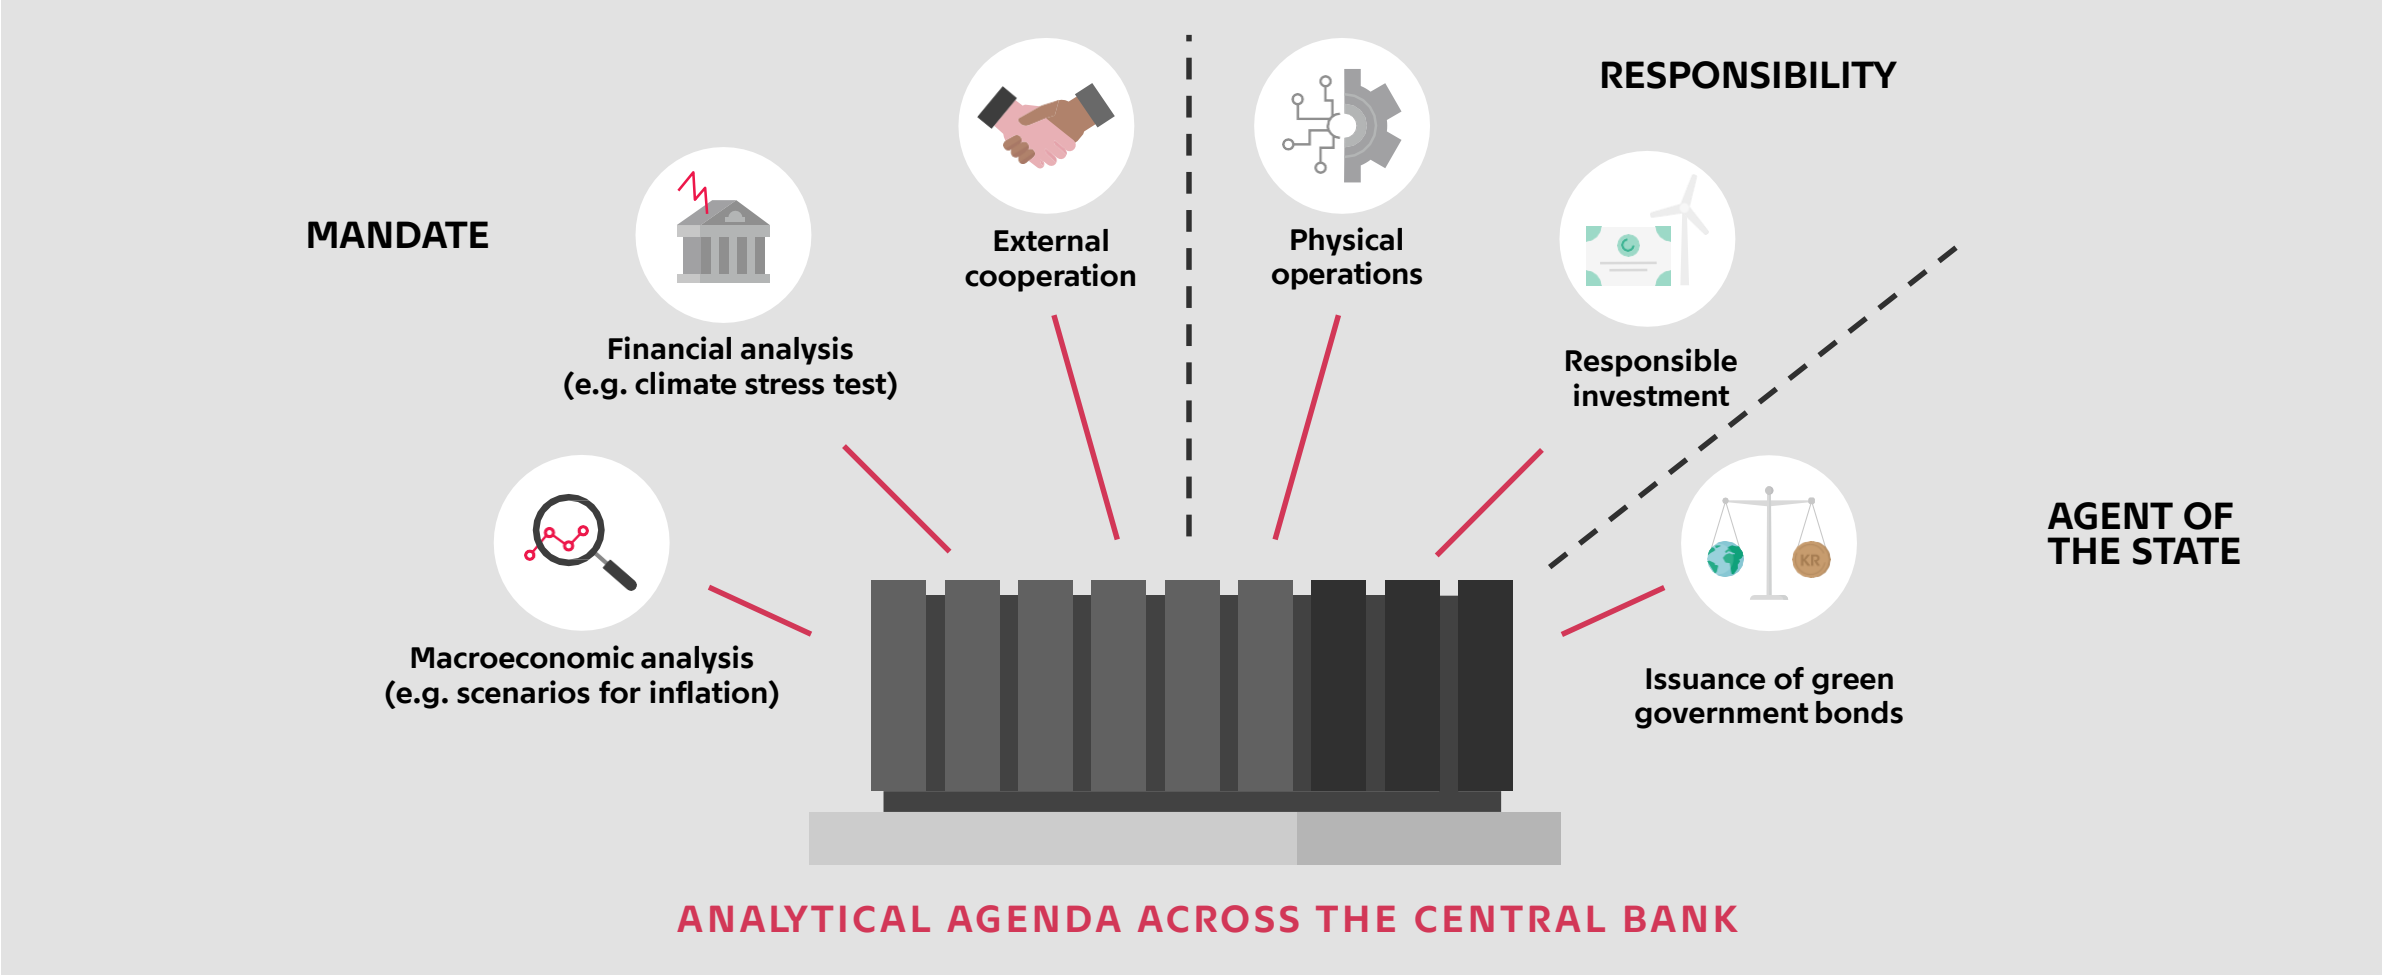 MANDATE
RESPONSIBILITY
AGENT OF
THE STATE
Macroeconomic analysis
(e.g. scenarios for inflation)
Financial analysis
(e.g. climate stress test)
External
cooperation
Physical
operations
Responsible
investment
KR
Issuance of green
government bonds
ANALYTICAL AGENDA ACROSS THE CENTRAL BANK